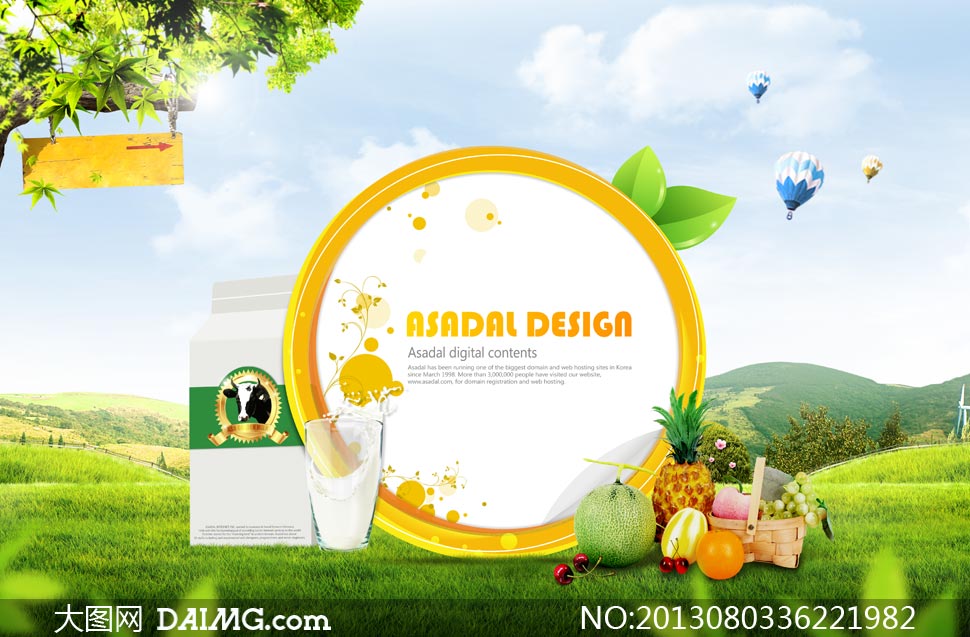 ASADAL DESIGN
Asadal digital contents
Asadal has been running one of the biggest domain and web hosting sites in Korea
since March 1998. More than 3,000,000 people have visited our website,
www.asadal.com, for domain registration and web hosting.
大图网 DAIMG.com
NO:2013080336221982